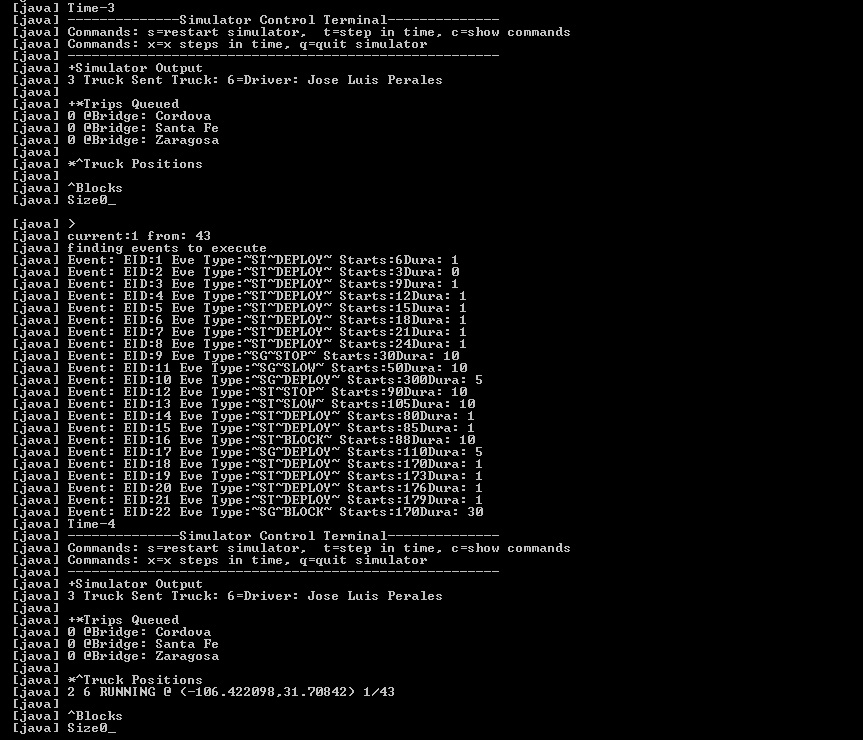 [java] Time-3
[java] --------------Simulator Control Terminal--------------
[java] Commands: s=restart simulator,  t=step in time, c=show commands
[java] Commands: x=x steps in time, q=quit simulator
[java] ------------------------------------------------------
[java] +Simulator Output
[java] 3 Truck Sent Truck: 6=Driver: Jose Luis Perales
[java]
[java] +*Trips Queued
[java] 0 @Bridge: Cordova
[java] 0 @Bridge: Santa Fe
[java] 0 @Bridge: Zaragosa
[java]
[java] *^Truck Positions
[java]
[java] ^Blocks
[java] Size0_
[java] >
[java] current:1 from: 43
[java] finding events to execute
[java] Event: EID:1 Eve Type:~ST~DEPLOY~ Starts:6Dura: 1
[java] Event: EID:2 Eve Type:~ST~DEPLOY~ Starts:3Dura: 0
[java] Event: EID:3 Eve Type:~ST~DEPLOY~ Starts:9Dura: 1
[java] Event: EID:4 Eve Type:~ST~DEPLOY~ Starts:12Dura: 1
[java] Event: EID:5 Eve Type:~ST~DEPLOY~ Starts:15Dura: 1
[java] Event: EID:6 Eve Type:~ST~DEPLOY~ Starts:18Dura: 1
[java] Event: EID:7 Eve Type:~ST~DEPLOY~ Starts:21Dura: 1
[java] Event: EID:8 Eve Type:~ST~DEPLOY~ Starts:24Dura: 1
[java] Event: EID:9 Eve Type:~SG~STOP~ Starts:30Dura: 10
[java] Event: EID:11 Eve Type:~SG~SLOW~ Starts:50Dura: 10
[java] Event: EID:10 Eve Type:~SG~DEPLOY~ Starts:300Dura: 5
[java] Event: EID:12 Eve Type:~ST~STOP~ Starts:90Dura: 10
[java] Event: EID:13 Eve Type:~ST~SLOW~ Starts:105Dura: 10
[java] Event: EID:14 Eve Type:~ST~DEPLOY~ Starts:80Dura: 1
[java] Event: EID:15 Eve Type:~ST~DEPLOY~ Starts:85Dura: 1
[java] Event: EID:16 Eve Type:~ST~BLOCK~ Starts:88Dura: 10
[java] Event: EID:17 Eve Type:~SG~DEPLOY~ Starts:110Dura: 5
[java] Event: EID:18 Eve Type:~ST~DEPLOY~ Starts:170Dura: 1
[java] Event: EID:19 Eve Type:~ST~DEPLOY~ Starts:173Dura: 1
[java] Event: EID:20 Eve Type:~ST~DEPLOY~ Starts:176Dura: 1
[java] Event: EID:21 Eve Type:~ST~DEPLOY~ Starts:179Dura: 1
[java] Event: EID:22 Eve Type:~SG~BLOCK~ Starts:170Dura: 30
[java] Time-4
[java] --------------Simulator Control Terminal--------------
[java] Commands: s=restart simulator,  t=step in time, c=show commands
[java] Commands: x=x steps in time, q=quit simulator
[java] ------------------------------------------------------
[java] +Simulator Output
[java] 3 Truck Sent Truck: 6=Driver: Jose Luis Perales
[java]
[java] +*Trips Queued
[java] 0 @Bridge: Cordova
[java] 0 @Bridge: Santa Fe
[java] 0 @Bridge: Zaragosa
[java]
[java] *^Truck Positions
[java] 2 6 RUNNING @ (-106.422098,31.70842) 1/43
[java]
[java] ^Blocks
[java] Size0_